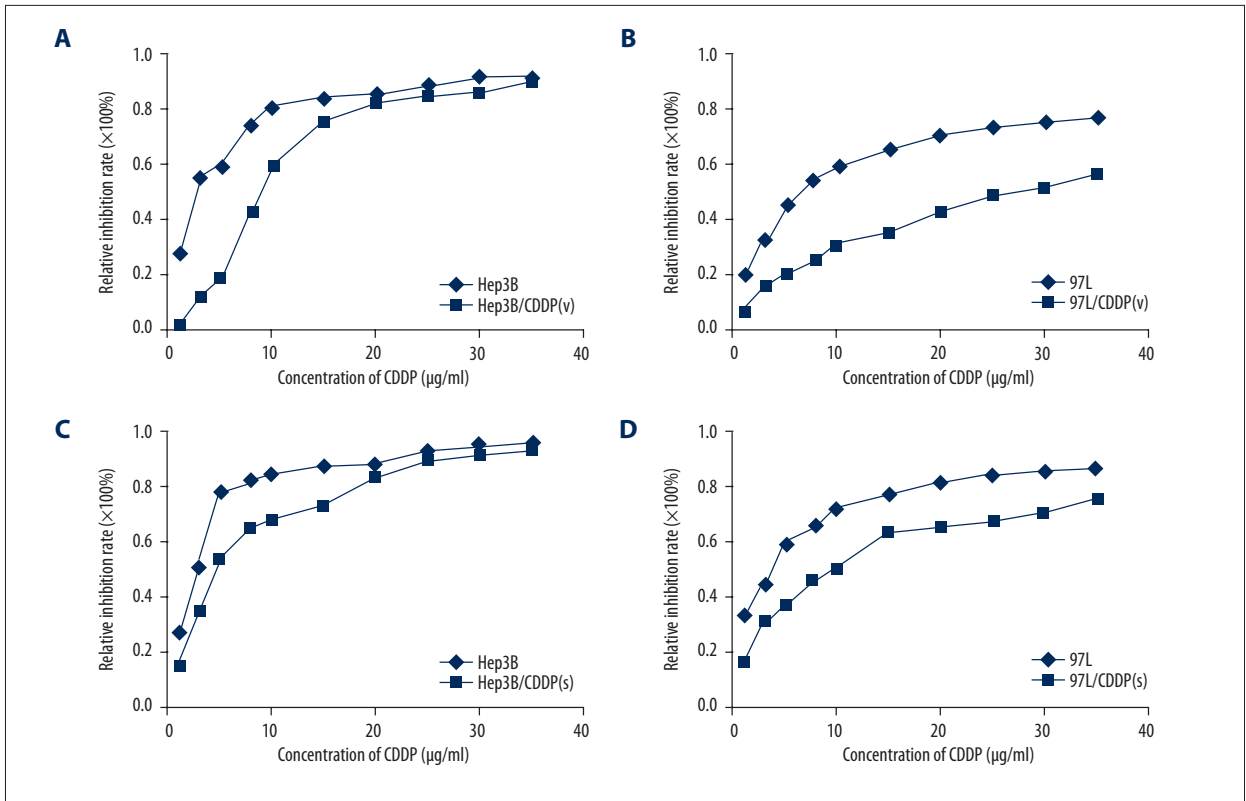 A
Relative inhibition rate (×100%)
1.0
0.8
0.6
0.4
0.2
0.0
0 10 20 30 40
Concentration of CDDP (µg/ml)
Hep3B
Hep3B/CDDP(v)
B
Relative inhibition rate (×100%)
1.0
0.8
0.6
0.4
0.2
0.0
0 10 20 30 40
Concentration of CDDP (µg/ml)
97L
97L/CDDP(v)
C
Relative inhibition rate (×100%)
1.0
0.8
0.6
0.4
0.2
0.0
0 10 20 30 40
Concentration of CDDP (µg/ml)
Hep3B
Hep3B/CDDP(s)
D
Relative inhibition rate (×100%)
1.0
0.8
0.6
0.4
0.2
0.0
0 10 20 30 40
Concentration of CDDP (µg/ml)
97L
97L/CDDP(s)